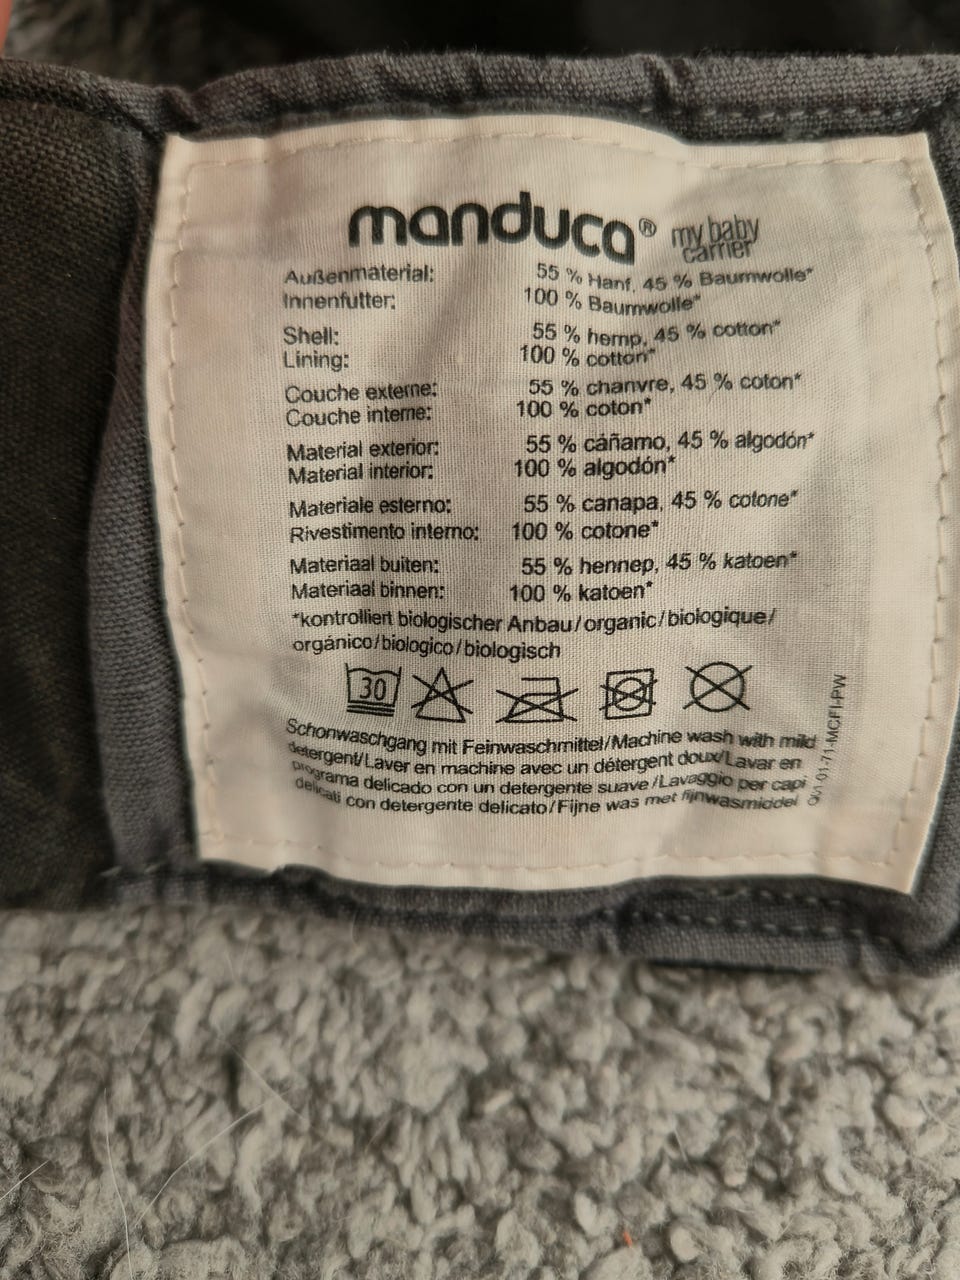 manduca® my baby carrier
Außenmaterial: 55 % Hanf, 45 % Baumwolle*
Innenfutter: 100 % Baumwolle*
Shell: 55 % hemp, 45 % cotton*
Lining: 100 % cotton*
Couche externe: 55 % chanvre, 45 % coton*
Couche interne: 100 % coton*
Material exterior: 55 % cáñamo, 45 % algodón*
Material interior: 100 % algodón*
Materiale esterno: 55 % canapa, 45 % cotone*
Rivestimento interno: 100 % cotone*
Materiaal buiten: 55 % hennep, 45 % katoen*
Materiaal binnen: 100 % katoen*
*kontrolliert biologischer Anbau/organic/biologique/
orgánico/biologico/biologisch
30
Schonwaschgang mit Feinwaschmittel/Machine wash with mild
detergent/Laver en machine avec un détergent doux/Lavar en
programa delicado con un detergente suave/Lavaggio per capi
delicati con detergente delicato/Fijne was met fijnwasmiddel